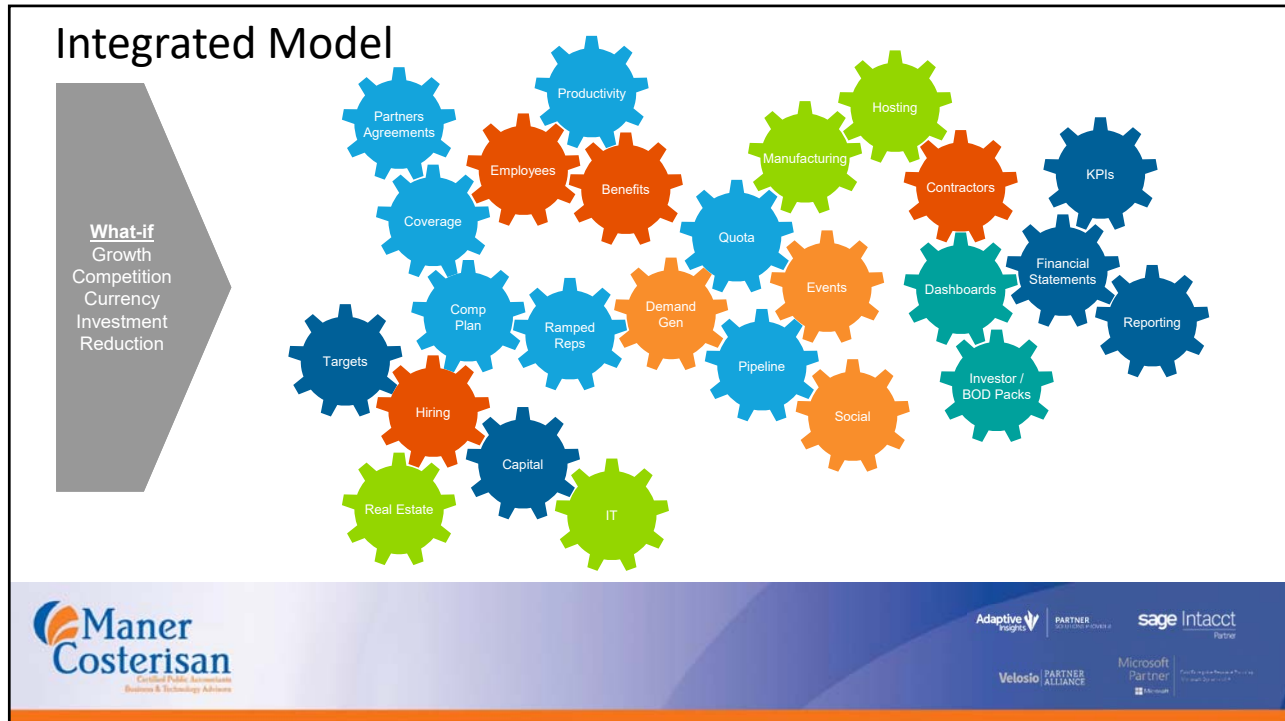 Integrated Model
What-if
Growth
Competition
Currency
Investment
Reduction
Partners
Agreements
Productivity
Employees
Benefits
Coverage
Comp
Plan
Ramped
Reps
Targets
Hiring
Capital
Real Estate
IT
Demand
Gen
Quota
Pipeline
Events
Social
Manufacturing
Hosting
Contractors
Dashboards
Investor /
BOD Packs
KPIs
Financial
Statements
Reporting
Maner
Costerisan
Certified Public Accountants
Business & Technology Advisors
Adaptive
Insights
PARTNER
SOLUTIONS PROVIDER
sage Intacct
Partner
Velosio
PARTNER
ALLIANCE
Microsoft
Partner
Microsoft